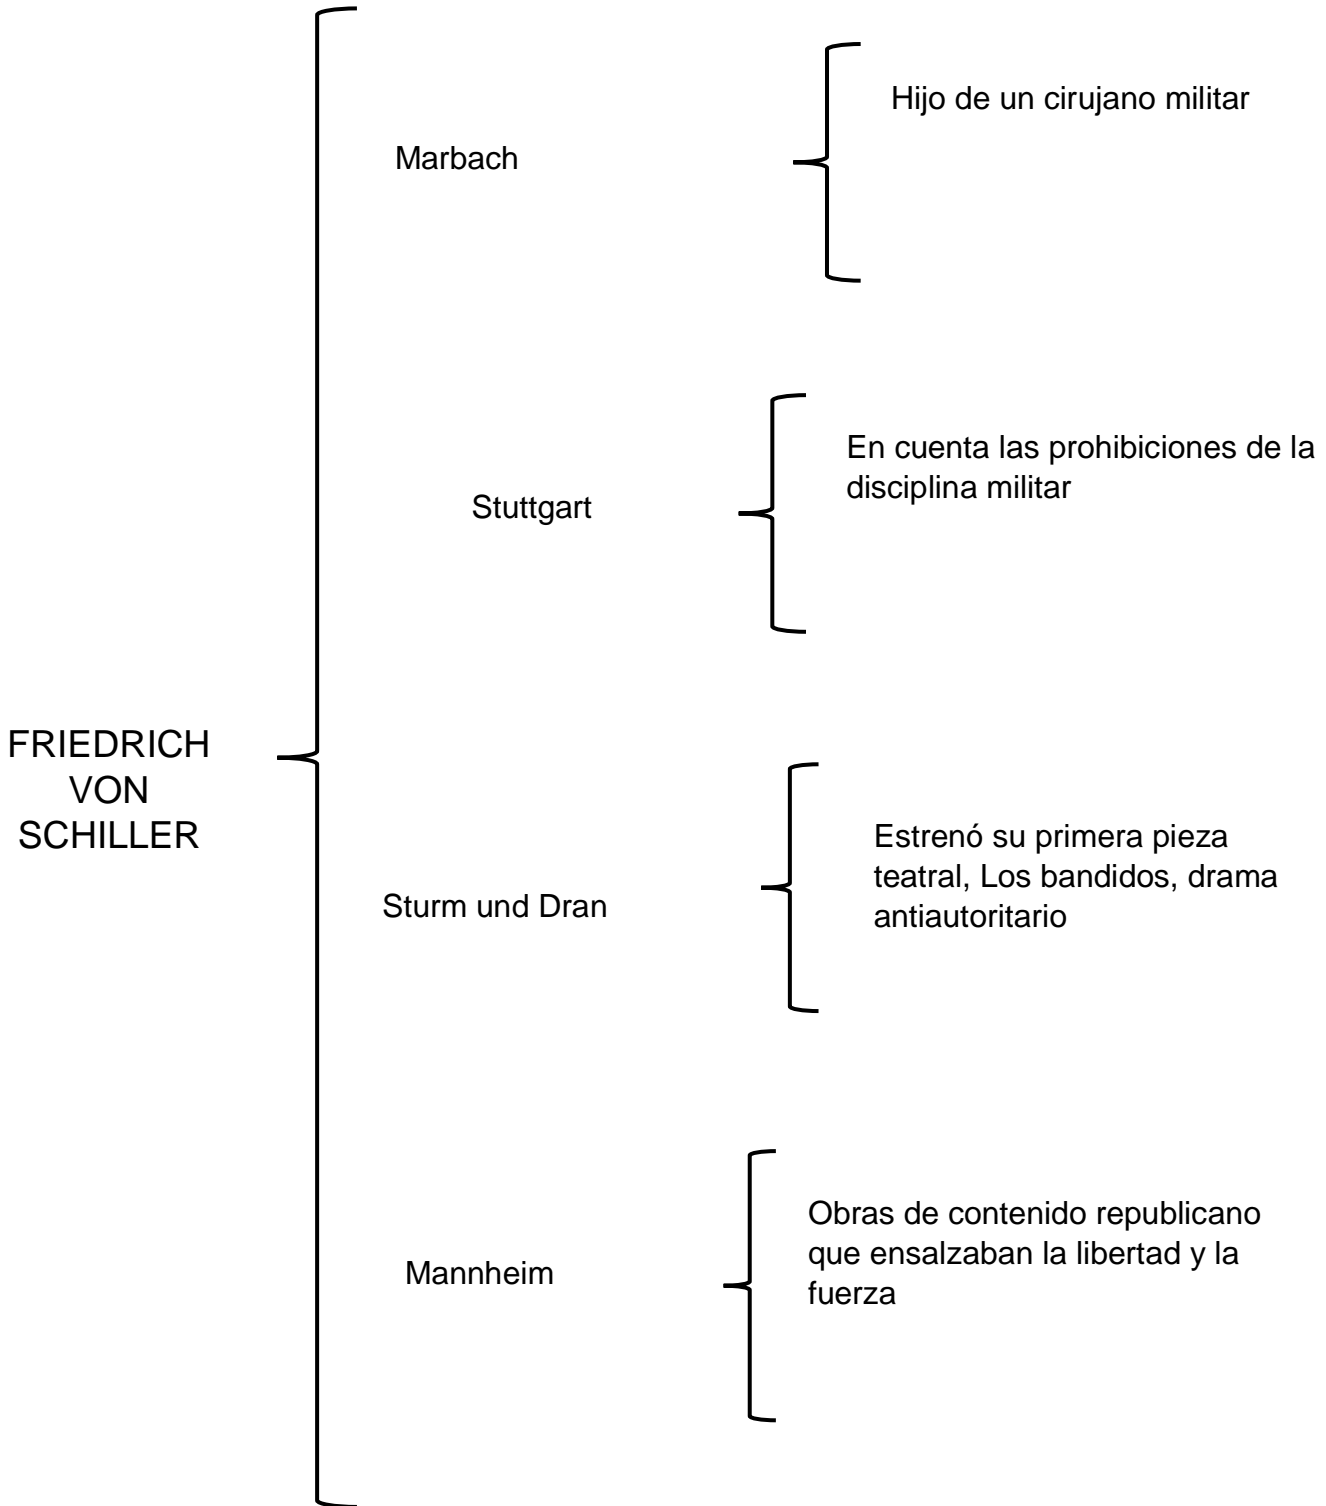 FRIEDRICH
VON
SCHILLER
Marbach
Hijo de un cirujano militar
Stuttgart
En cuenta las prohibiciones de la
disciplina militar
Sturm und Dran
Estrenó su primera pieza
teatral, Los bandidos, drama
antiautoritario
Mannheim
Obras de contenido republicano
que ensalzaban la libertad y la
fuerza